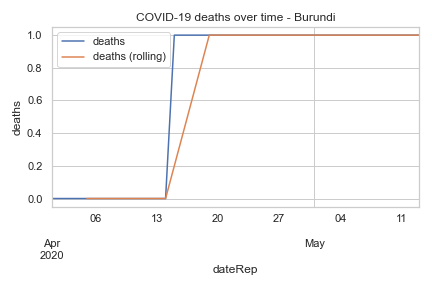 COVID-19 deaths over time - Burundi
deaths
deaths (rolling)
1.0
0.8
0.6
0.4
0.2
0.0
deaths
06 13 20 27 04 11
Apr May
2020
dateRep